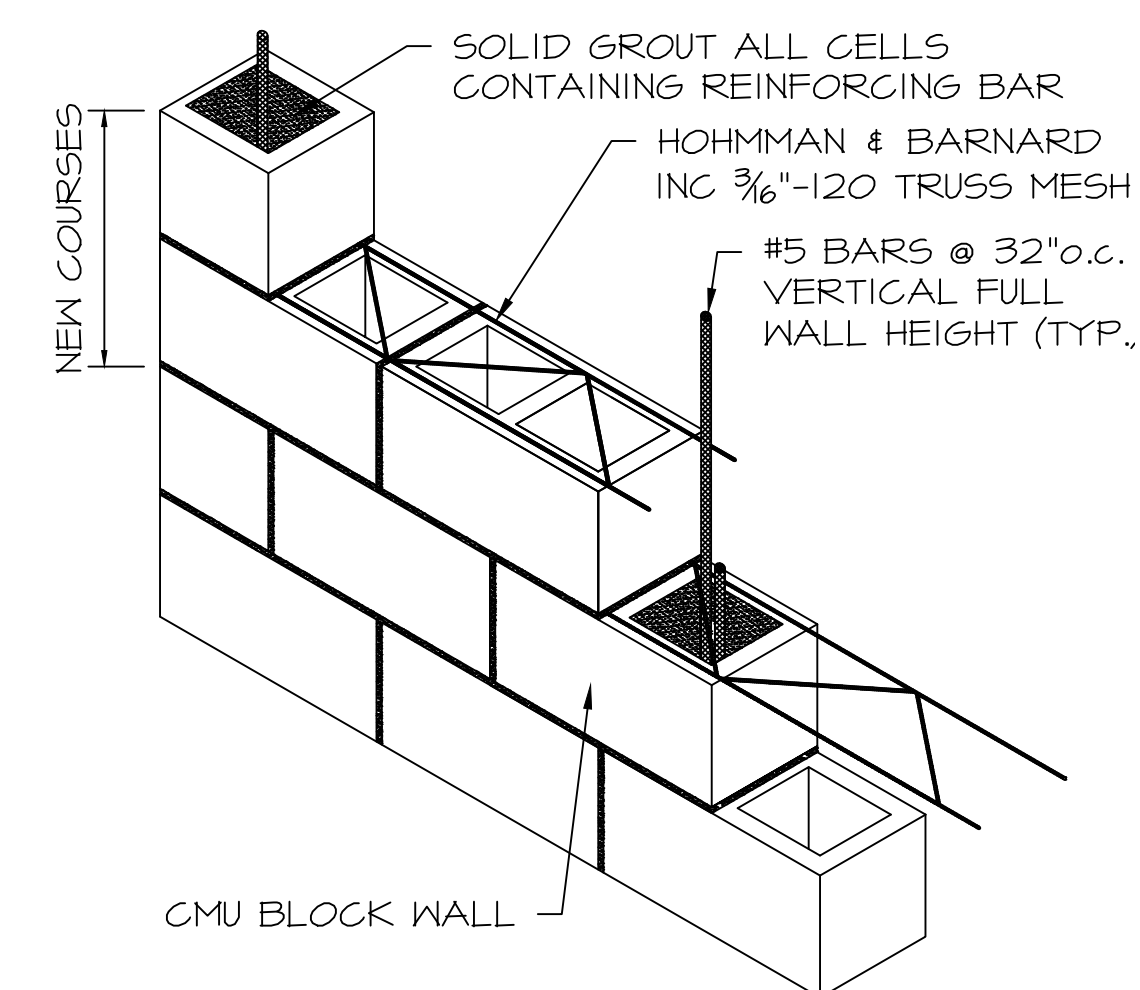 SOLID GROUT ALL CELLS
CONTAINING REINFORCING BAR
HOHMMAN & BARNARD
INC 3/16"-120 TRUSS MESH
#5 BARS @ 32"o.c.
VERTICAL FULL
WALL HEIGHT (TYP.)
NEW COURSES
CMU BLOCK WALL